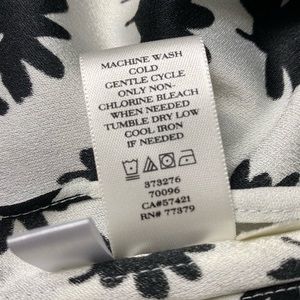 MACHINE WASH
COLD
GENTLE CYCLE
ONLY NON-
CHLORINE BLEACH
WHEN NEEDED
TUMBLE DRY LOW
COOL IRON
IF NEEDED
373276
70096
CA#57421
RN# 77379